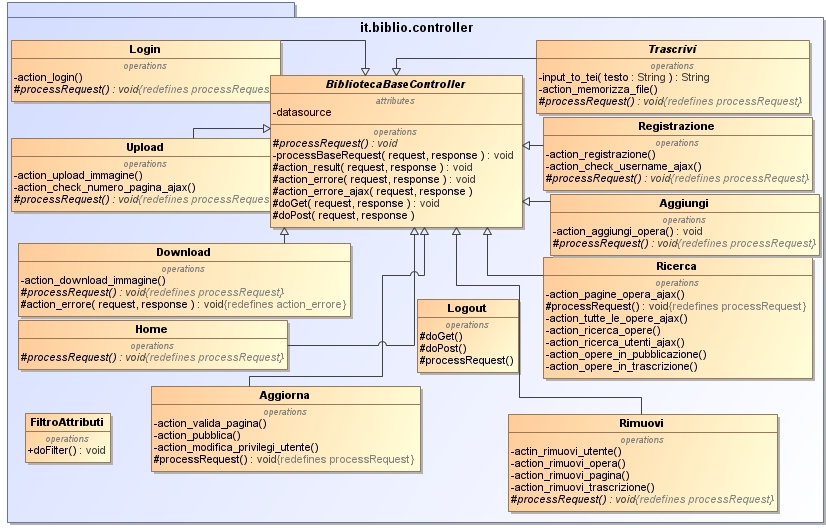 it.biblio.controller
Login
operations
-action_login()
#processRequest() : void{redefines processReques
Upload
operations
-action_upload_immagine()
-action_check_numero_pagina_ajax()
#processRequest() : void{redefines processReques
BibliotecaBaseController
attributes
-datasource
operations
#processRequest() : void
-processBaseRequest( request, response ) : void
#action_result( request, response ) : void
#action_errore( request, response ) : void
#action_errore_ajax( request, response )
#doGet( request, response ) : void
#doPost( request, response )
Trascrivi
operations
-input_to_tei( testo : String ) : String
-action_memorizza_file()
#processRequest() : void{redefines processRequest}
Registrazione
operations
-action_registrazione()
-action_check_username_ajax()
#processRequest() : void{redefines processRequest}
Aggiungi
operations
-action_aggiungi_opera() : void
#processRequest() : void{redefines processRequest}
Download
operations
-action_download_immagine()
#processRequest() : void{redefines processRequest}
#action_errore( request, response ) : void{redefines action_errore}
Home
operations
#processRequest() : void{redefines processRequest}
Logout
operations
#doGet()
#doPost()
#processRequest()
Ricerca
operations
-action_pagine_opera_ajax()
#processRequest() : void{redefines processRequest}
-action_tutte_le_opere_ajax()
-action_ricerca_opere()
-action_ricerca_utenti_ajax()
-action_opere_in_pubblicazione()
-action_opere_in_trascrizione()
FiltroAttributi
operations
+doFilter() : void
Aggiorna
operations
-action_valida_pagina()
-action_pubblica()
-action_modifica_privilegi_utente()
#processRequest() : void{redefines processRequest}
Rimuovi
operations
-actin_rimuovi_utente()
-action_rimuovi_opera()
-action_rimuovi_pagina()
-action_rimuovi_trascrizione()
#processRequest() : void{redefines processRequest}